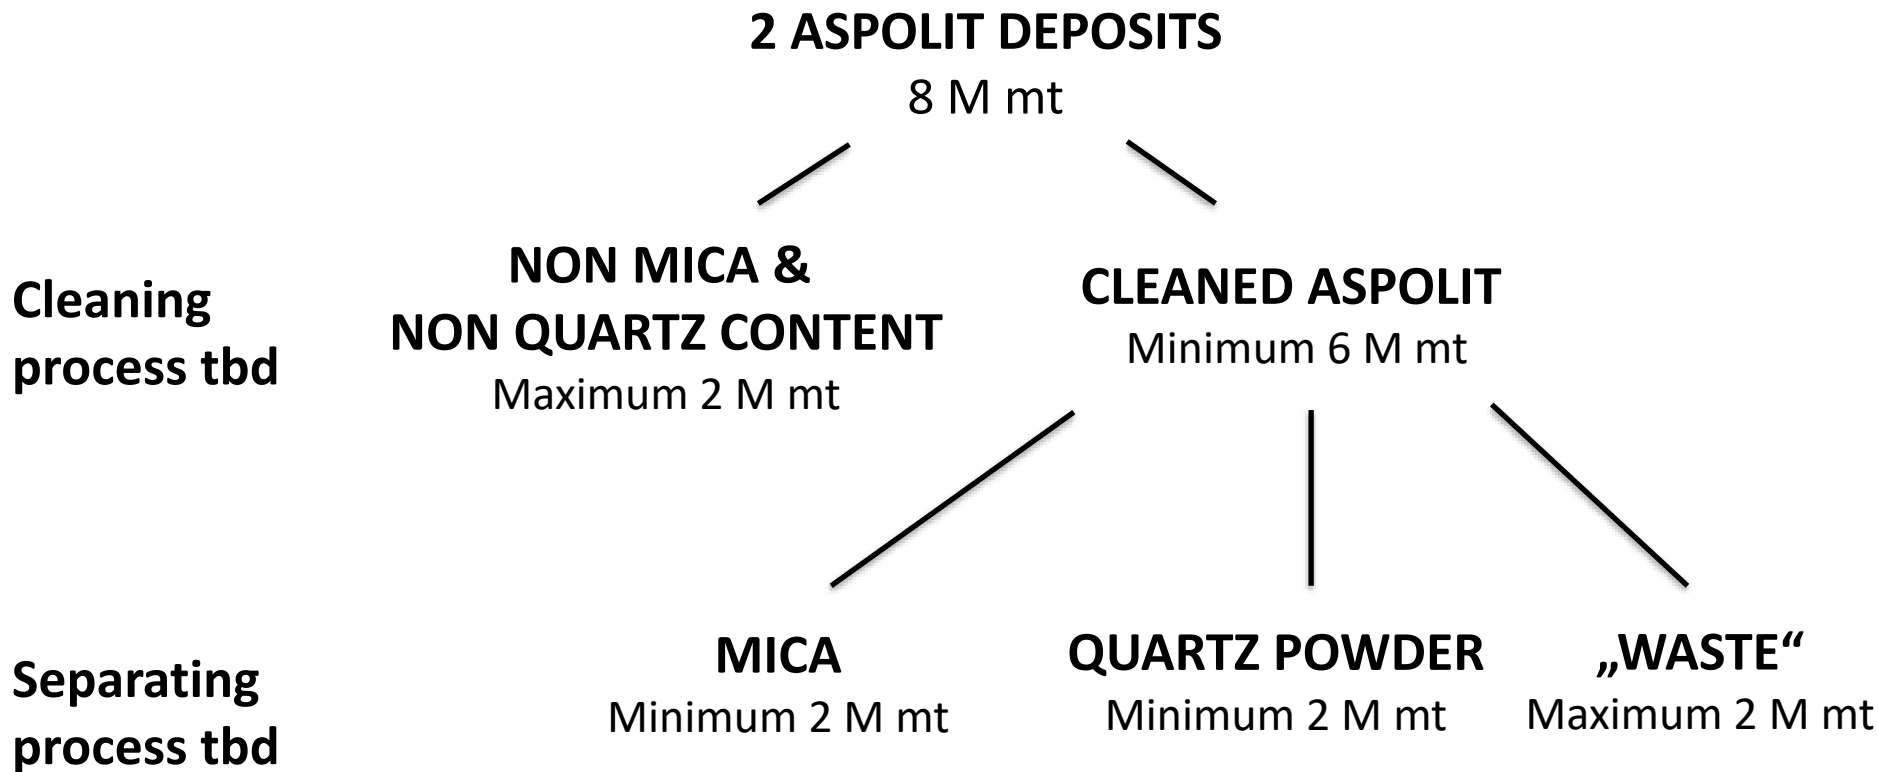 2 ASPOLIT DEPOSITS
8 M mt
Cleaning
process tbd
NON MICA &
NON QUARTZ CONTENT
Maximum 2 M mt
CLEANED ASPOLIT
Minimum 6 M mt
Separating
process tbd
MICA
Minimum 2 M mt
QUARTZ POWDER
Minimum 2 M mt
„WASTE“
Maximum 2 M mt